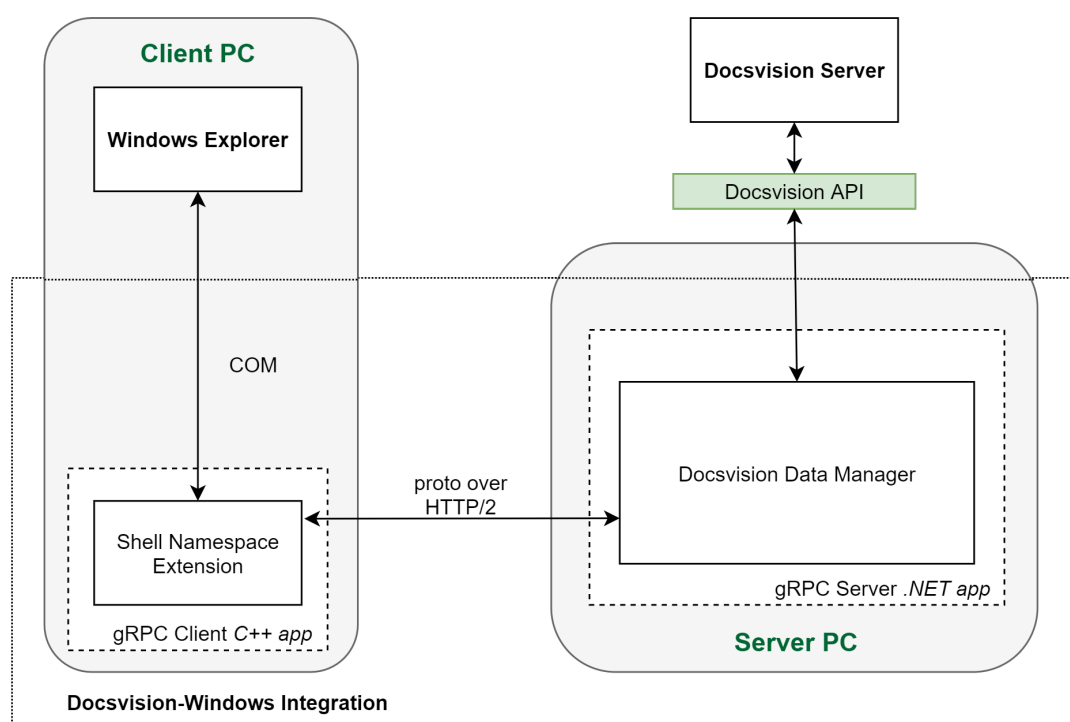 Client PC
Windows Explorer
Docsvision Server
Docsvision API
COM
proto over
HTTP/2
Docsvision Data Manager
Shell Namespace
Extension
gRPC Server .NET app
gRPC Client C++ app
Server PC
Docsvision-Windows Integration